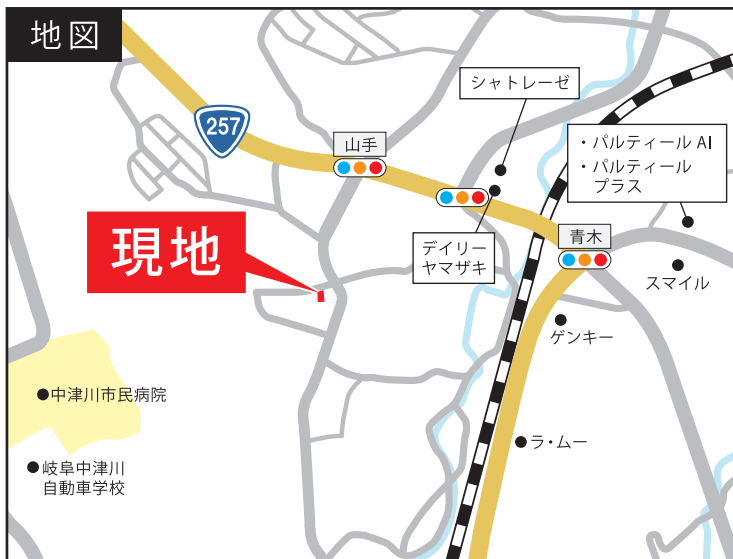 地図
257
山手
シャトレーゼ
・パルティール AI
・パルティール
プラス
現地
デイリー
ヤマザキ
青木
スマイル
ゲンキー
中津川市民病院
ラ・ムー
岐阜中津川
自動車学校